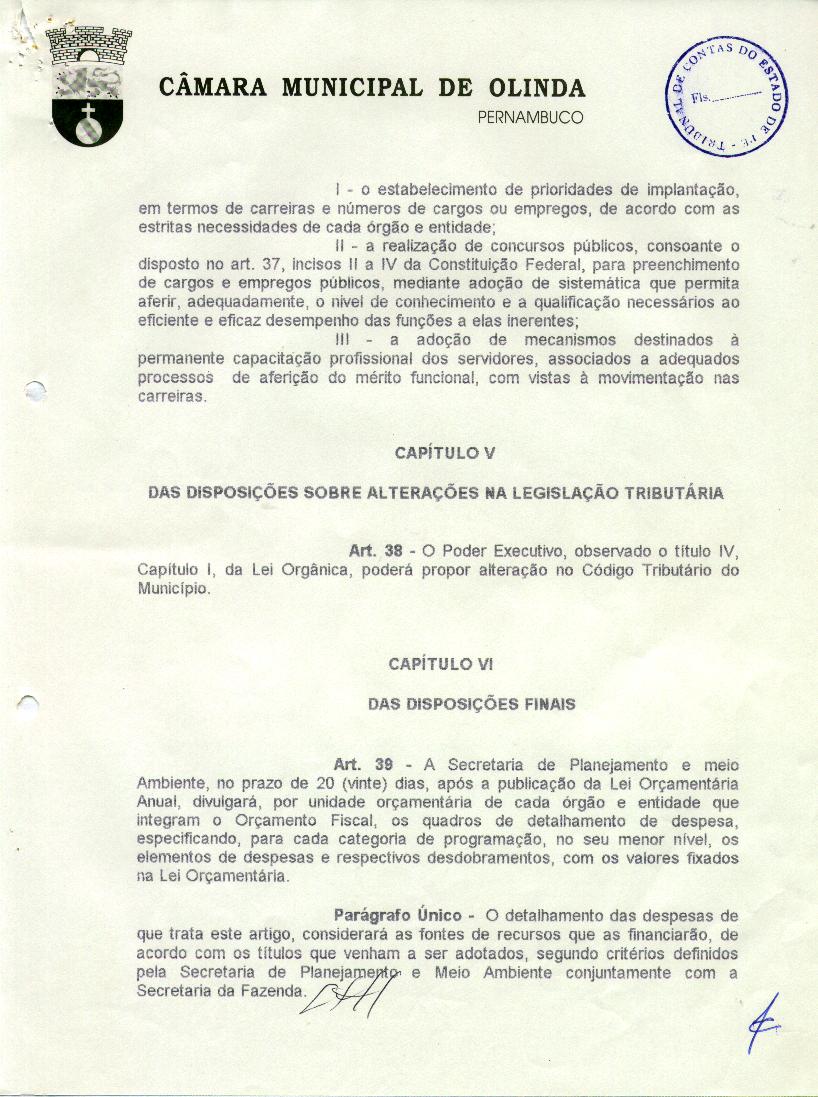 CÂMARA MUNICIPAL DE OLINDA
PERNAMBUCO
TRIBUNAL DE CONTAS DO ESTADO DE PE -
Fls.
I - o estabelecimento de prioridades de implantação,
em termos de carreiras e números de cargos ou empregos, de acordo com as
estritas necessidades de cada órgão e entidade;
II - a realização de concursos públicos, consoante o
disposto no art. 37, incisos II a IV da Constituição Federal, para preenchimento
de cargos e empregos públicos, mediante adoção de sistemática que permita
aferir, adequadamente, o nível de conhecimento e a qualificação necessários ao
eficiente e eficaz desempenho das funções a elas inerentes;
III - a adoção de mecanismos destinados à
permanente capacitação profissional dos servidores, associados a adequados
processos de aferição do mérito funcional, com vistas à movimentação nas
carreiras.
CAPÍTULO V
DAS DISPOSIÇÕES SOBRE ALTERAÇÕES NA LEGISLAÇÃO TRIBUTÁRIA
Art. 38 - O Poder Executivo, observado o título IV,
Capítulo I, da Lei Orgânica, poderá propor alteração no Código Tributário do
Município.
CAPÍTULO VI
DAS DISPOSIÇÕES FINAIS
Art. 39 - A Secretaria de Planejamento e meio
Ambiente, no prazo de 20 (vinte) dias, após a publicação da Lei Orçamentária
Anual, divulgará, por unidade orçamentária de cada órgão e entidade que
integram o Orçamento Fiscal, os quadros de detalhamento de despesa,
especificando, para cada categoria de programação, no seu menor nível, os
elementos de despesas e respectivos desdobramentos, com os valores fixados
na Lei Orçamentária.
Parágrafo Único - O detalhamento das despesas de
que trata este artigo, considerará as fontes de recursos que as financiarão, de
acordo com os títulos que venham a ser adotados, segundo critérios definidos
pela Secretaria de Planejamento e Meio Ambiente conjuntamente com a
Secretaria da Fazenda.